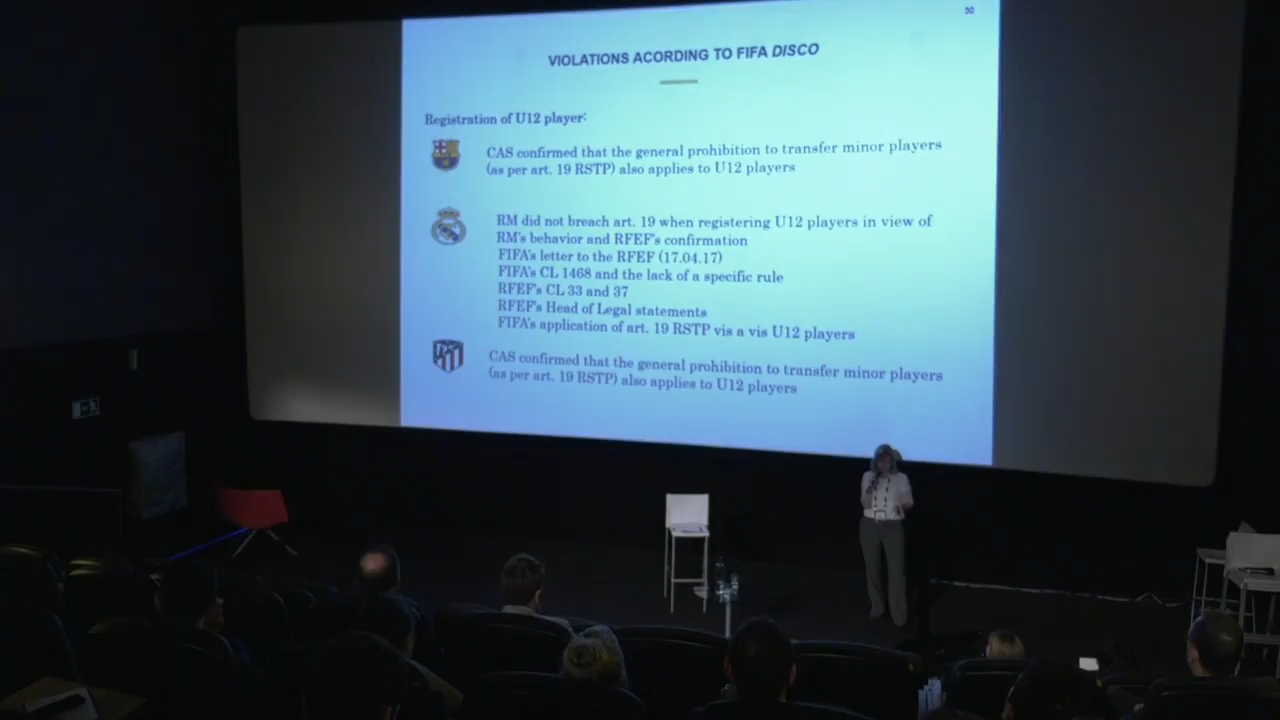 30
VIOLATIONS ACORDING TO FIFA DISCO
Registration of U12 player:
CAS confirmed that the general prohibition to transfer minor players
(as per art. 19 RSTP) also applies to U12 players
RM did not breach art. 19 when registering U12 players in view of
RM's behavior and RFEF's confirmation
FIFA's letter to the RFEF (17.04.17)
FIFA's CL 1468 and the lack of a specific rule
RFEF's CL 33 and 37
RFEF's Head of Legal statements
FIFA's application of art. 19 RSTP vis a vis U12 players
CAS confirmed that the general prohibition to transfer minor players
(as per art. 19 RSTP) also applies to U12 players